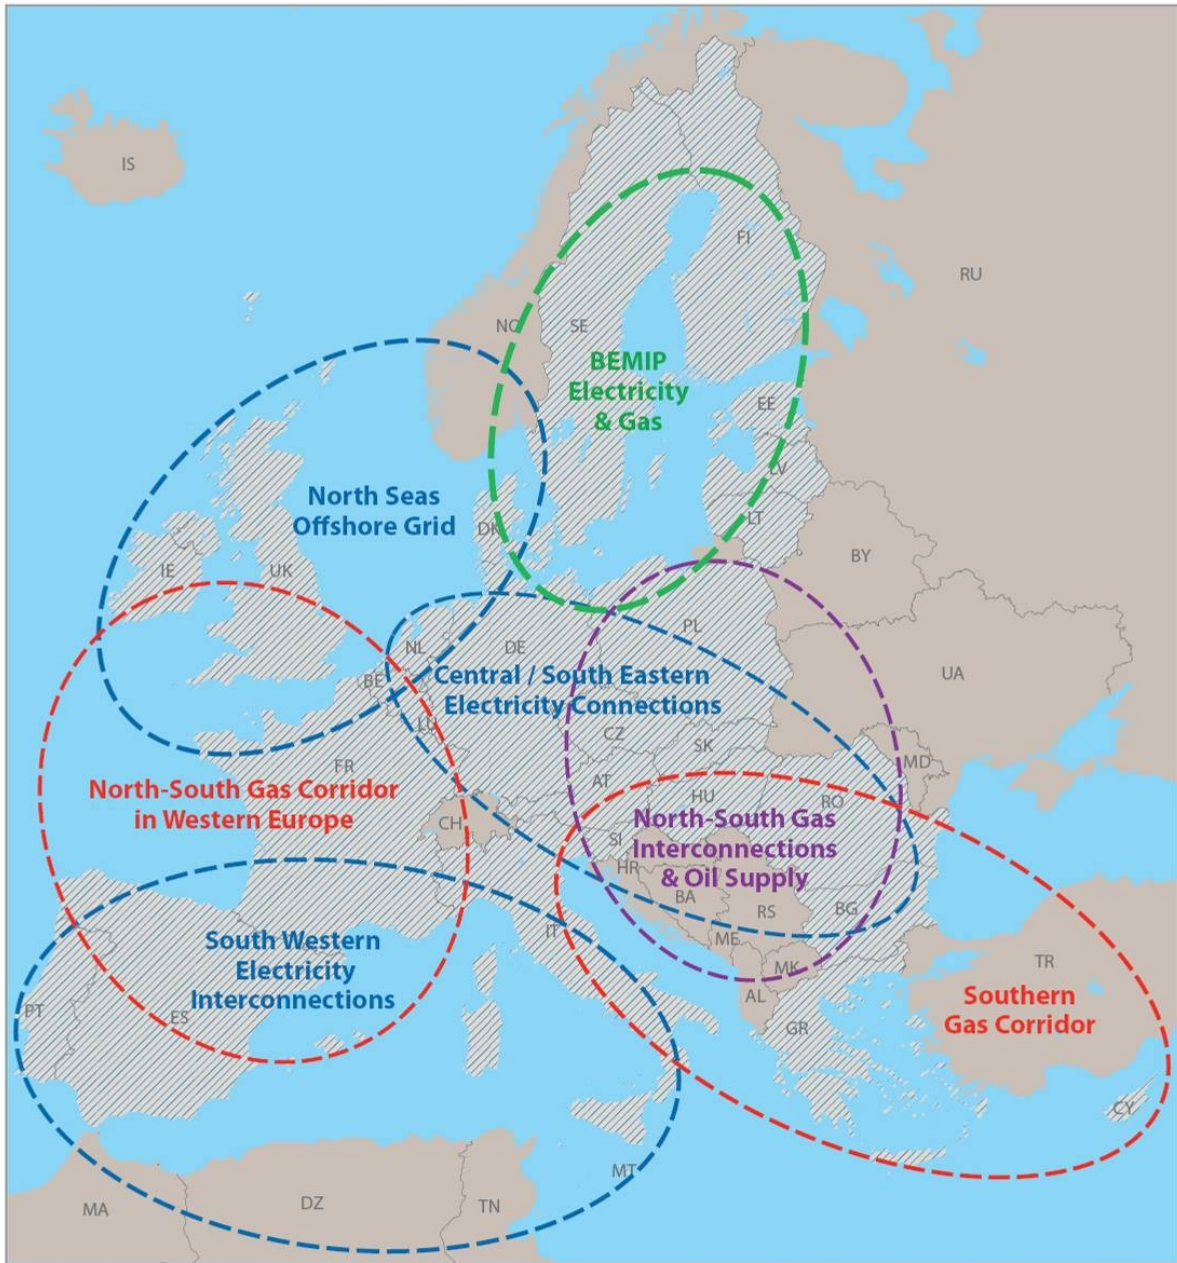 IS
RU
FI
NO
SE
BEMIP
Electricity
& Gas
EE
LV
North Seas
Offshore Grid
DK
LT
BY
IE
UK
PL
NL
DE
BE
Central / South Eastern
Electricity Connections
UA
LU
CZ
SK
MD
FR
AT
HU
RO
North-South Gas Corridor
in Western Europe
CH
North-South Gas
Interconnections
& Oil Supply
SI
HR
BA
RS
BG
IT
ME
MK
AL
South Western
Electricity
Interconnections
TR
Southern
Gas Corridor
PT
ES
GR
CY
MT
MA
DZ
TN